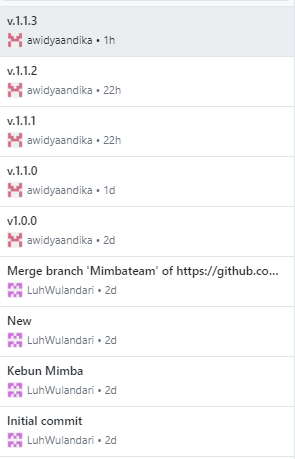 v.1.1.3
awidyaandika • 1h
v.1.1.2
awidyaandika • 22h
v.1.1.1
awidyaandika • 22h
v.1.1.0
awidyaandika • 1d
v1.0.0
awidyaandika • 2d
Merge branch 'Mimbateam' of https://github.co...
LuhWulandari • 2d
New
LuhWulandari • 2d
Kebun Mimba
LuhWulandari • 2d
Initial commit
LuhWulandari • 2d